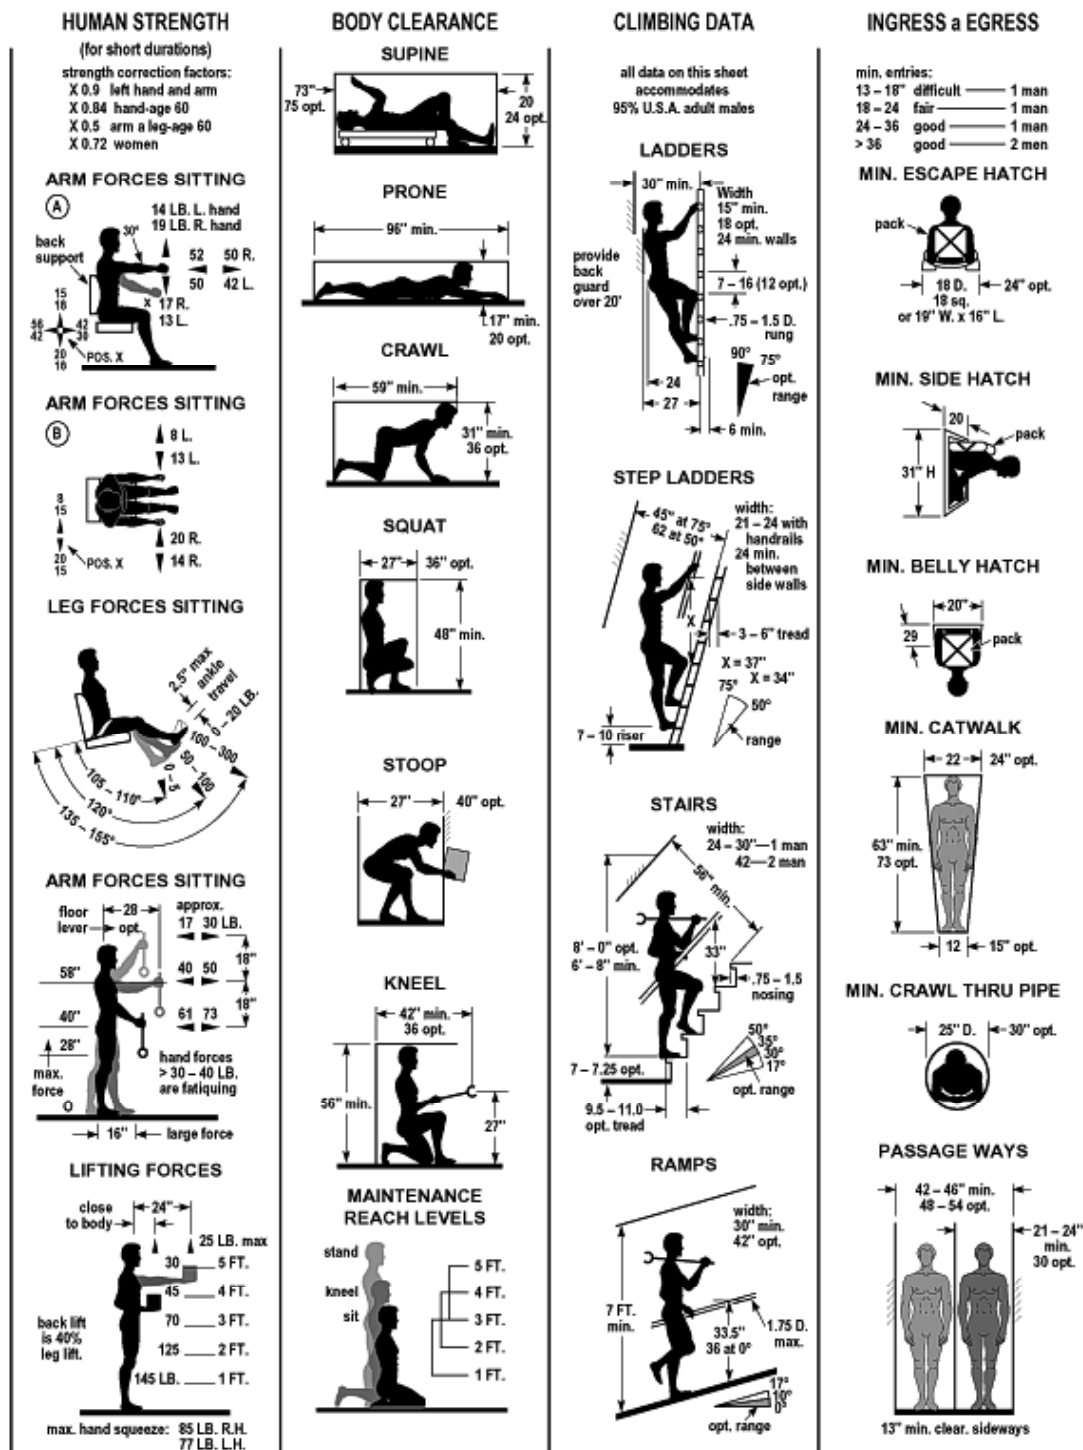 HUMAN STRENGTH
(for short durations)
strength correction factors:
X 0.9 left hand and arm
X 0.84 hand-age 60
X 0.5 arm a leg-age 60
X 0.72 women
ARM FORCES SITTING
A
14 LB. L. hand
19 LB. R. hand
back
support
30°
52
50 R.
50
42 L.
x
17 R.
13 L.
15
18
56
42
42
30
20
16
POS. X
ARM FORCES SITTING
B
8 L.
13 L.
8
15
20
15
POS. X
20 R.
14 R.
LEG FORCES SITTING
2.5" max
ankle
travel
0 – 20 LB.
100 – 300
50 – 100
0 – 5
105 – 110°
120°
135 – 155°
ARM FORCES SITTING
floor
lever
28
opt.
approx.
17 30 LB.
18"
58"
40 50
18"
40"
61 73
28"
max.
force
hand forces
> 30 – 40 LB.
are fatiquing
16"
large force
LIFTING FORCES
close
to body
24"
25 LB. max
30 5 FT.
45 4 FT.
70 3 FT.
125 2 FT.
145 LB. 1 FT.
back lift
is 40%
leg lift.
max. hand squeeze: 85 LB. R.H.
77 LB. L.H.
BODY CLEARANCE
SUPINE
73"
75 opt.
20
24 opt.
PRONE
96" min.
17" min.
20 opt.
CRAWL
59" min.
31" min.
36 opt.
SQUAT
27"
36" opt.
48" min.
STOOP
27"
40" opt.
KNEEL
42" min.
36 opt.
56" min.
27"
MAINTENANCE
REACH LEVELS
stand
kneel
sit
5 FT.
4 FT.
3 FT.
2 FT.
1 FT.
CLIMBING DATA
all data on this sheet
accommodates
95% U.S.A. adult males
LADDERS
30" min.
Width
15"' min.
18 opt,
24 min. walls
provide
back
guard
over 20'
7 – 16 (12 opt.)
.75 – 1.5 D.
rung
90°
75°
opt.
range
24
27
6 min.
STEP LADDERS
45" at 75°
62 at 50°
width:
21 – 24 with
handrails
24 min.
between
side walls
X
3 – 6" tread
X = 37"
X = 34"
75°
50°
range
7 – 10 riser
STAIRS
width:
24 – 30"—1 man
42—2 man
56" min.
8' – 0" opt.
6' – 8" min.
33"
.75 – 1.5
nosing
50°
35°
30°
17°
opt. range
7 – 7.25 opt.
9.5 – 11.0
opt. tread
RAMPS
width:
30" min.
42" opt.
7 FT.
min.
33.5"
36 at 0°
1.75 D.
max.
17°
10°
0°
opt. range
INGRESS a EGRESS
min. entries:
13 – 18" difficult 1 man
18 – 24 fair 1 man
24 – 36 good 1 man
> 36 good 2 men
MIN. ESCAPE HATCH
pack
18 D.
24" opt.
18 sq.
or 19" W. x 16" L.
MIN. SIDE HATCH
20
pack
31" H
MIN. BELLY HATCH
20"
29
pack
MIN. CATWALK
22
24" opt.
63" min.
73 opt.
12
15" opt.
MIN. CRAWL THRU PIPE
25" D.
30" opt.
PASSAGE WAYS
42 – 46" min.
48 – 54 opt.
21 – 24"
min.
30 opt.
13" min. clear. sideways